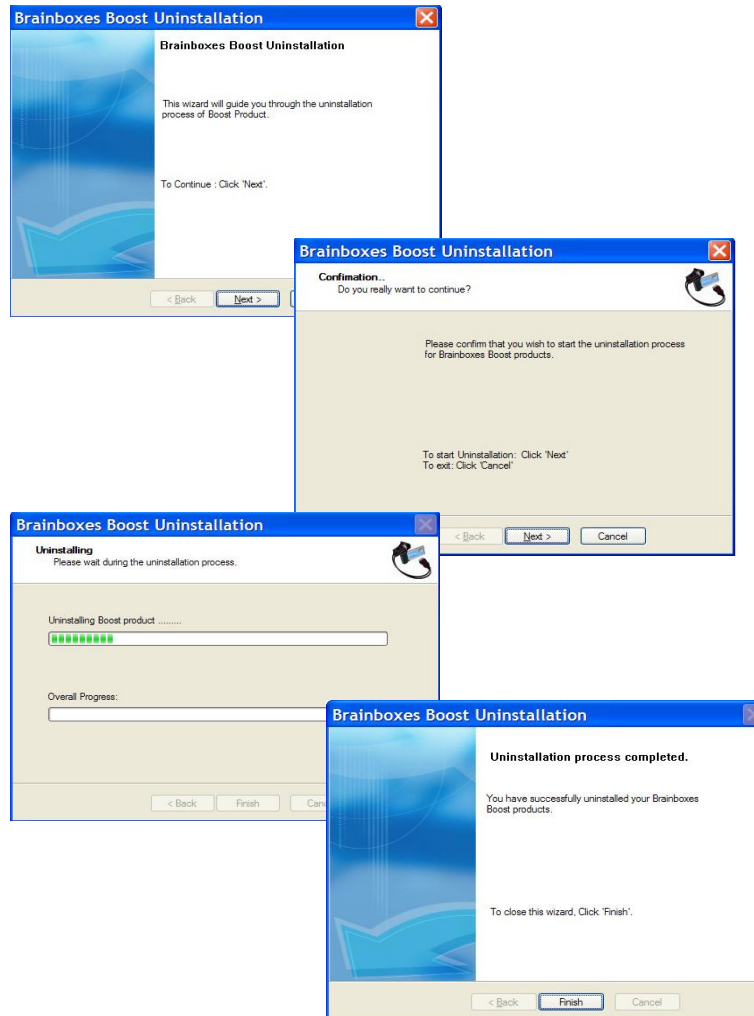 Brainboxes Boost Uninstallation
Brainboxes Boost Uninstallation
This wizard will guide you through the uninstallation
process of Boost Product.
To Continue : Click 'Next'.
< Back Next >
Brainboxes Boost Uninstallation
Confimation..
Do you really want to continue?
Please confirm that you wish to start the uninstallation process
for Brainboxes Boost products.
To start Uninstallation: Click 'Next'
To exit: Click 'Cancel'
< Back Next > Cancel
Brainboxes Boost Uninstallation
Uninstalling
Please wait during the uninstallation process.
Uninstalling Boost product .........
Overall Progress:
< Back Finish
Brainboxes Boost Uninstallation
Uninstallation process completed.
You have successfully uninstalled your Brainboxes
Boost products.
To close this wizard, Click 'Finish'.
< Back Finish Cancel